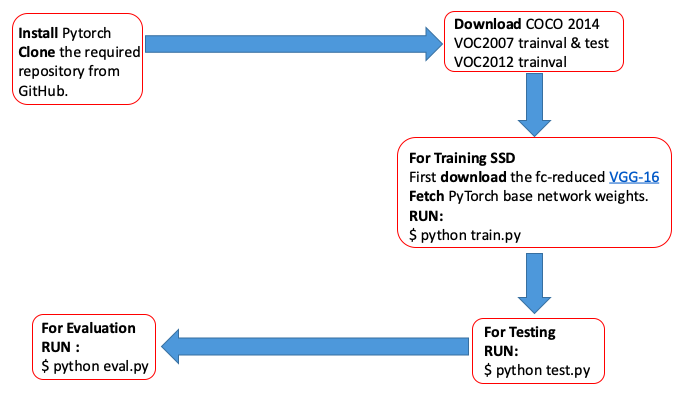 Install Pytorch
Clone the required
repository from
GitHub.
Download COCO 2014
VOC2007 trainval & test
VOC2012 trainval
For Training SSD
First download the fc-reduced VGG-16
Fetch PyTorch base network weights.
RUN:
$ python train.py
For Testing
RUN:
$ python test.py
For Evaluation
RUN :
$ python eval.py